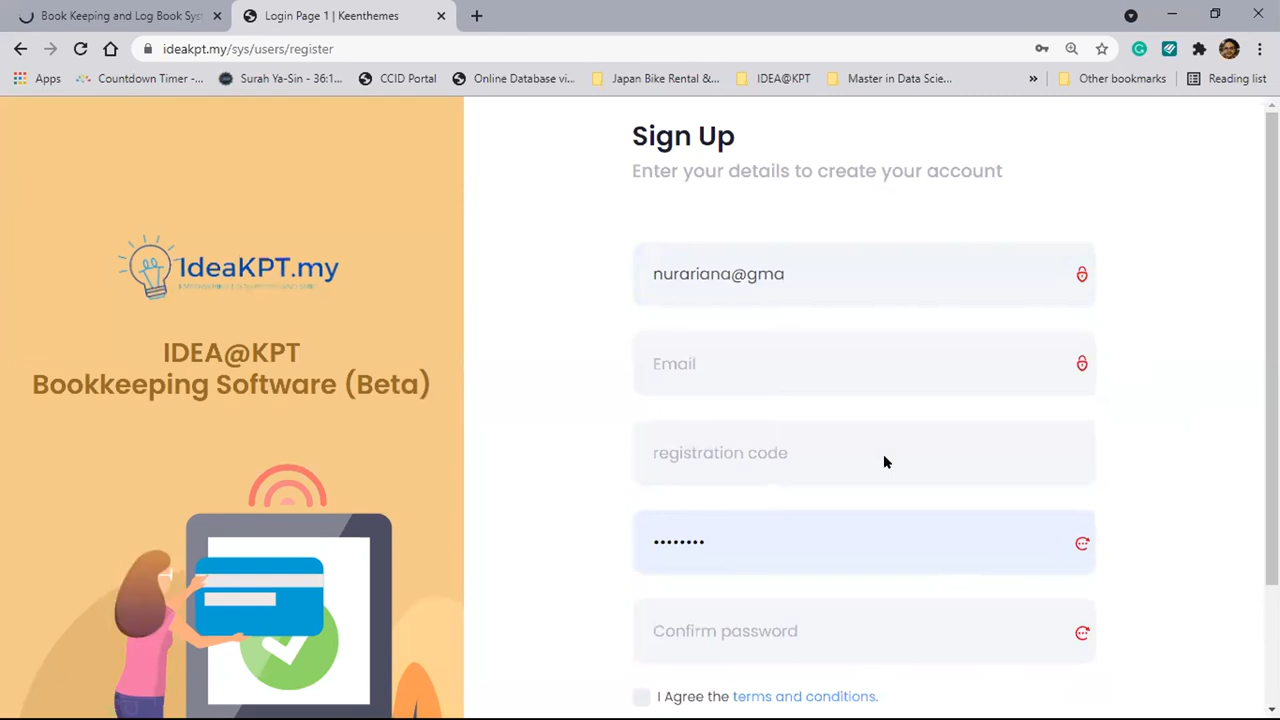 Book Keeping and Log Book Sys
Login Page 1 | Keenthemes
ideakpt.my/sys/users/register
Apps
Countdown Timer -...
Surah Ya-Sin - 36:1...
CCID Portal
Online Database vi...
Japan Bike Rental &...
IDEA@KPT
Master in Data Scie...
»
Other bookmarks
Reading list
Sign Up
Enter your details to create your account
nurariana@gma
Email
registration code
••••••••
Confirm password
I Agree the terms and conditions.
IdeaKPT.my
IDEA@KPT
Bookkeeping Software (Beta)